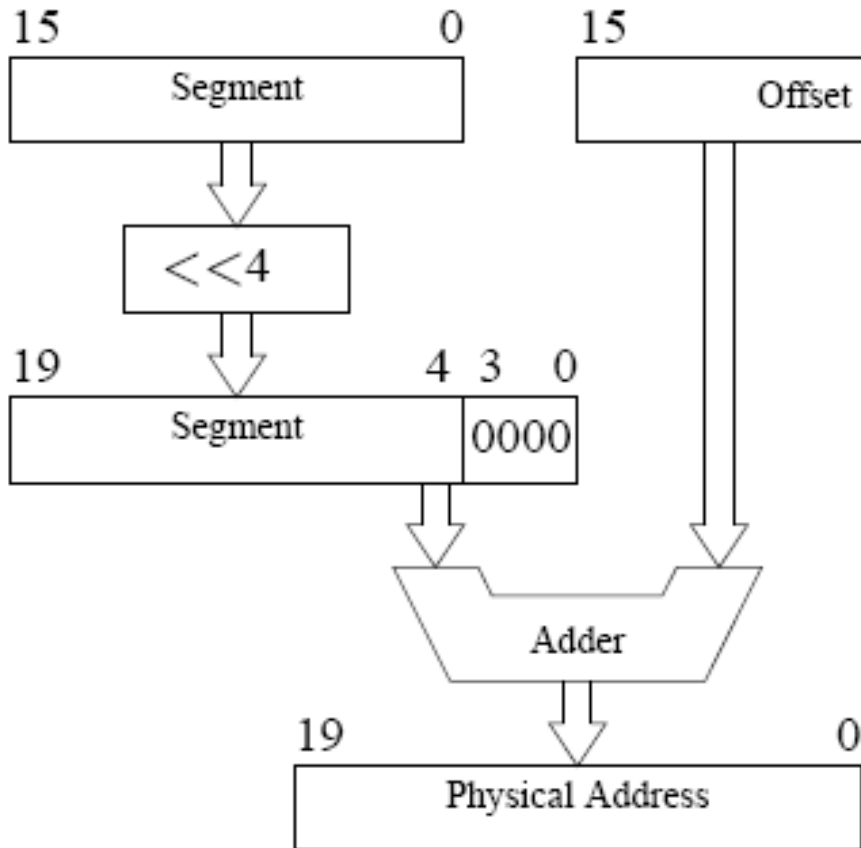 15 0 15
Segment Offset
<<4
19 4 3 0
Segment 0000
Adder
19 0
Physical Address